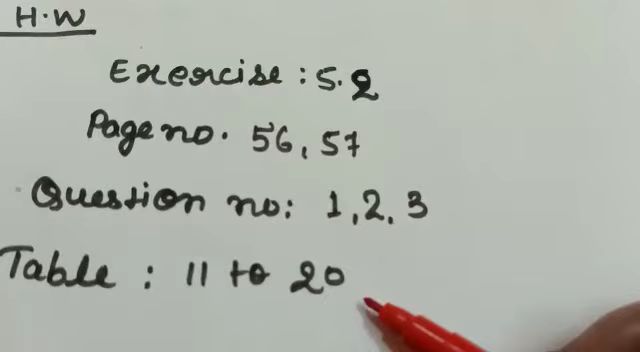 H.W
Exercise : 5.2
Page no. 56, 57
Question no: 1, 2, 3
Table : 11 to 20